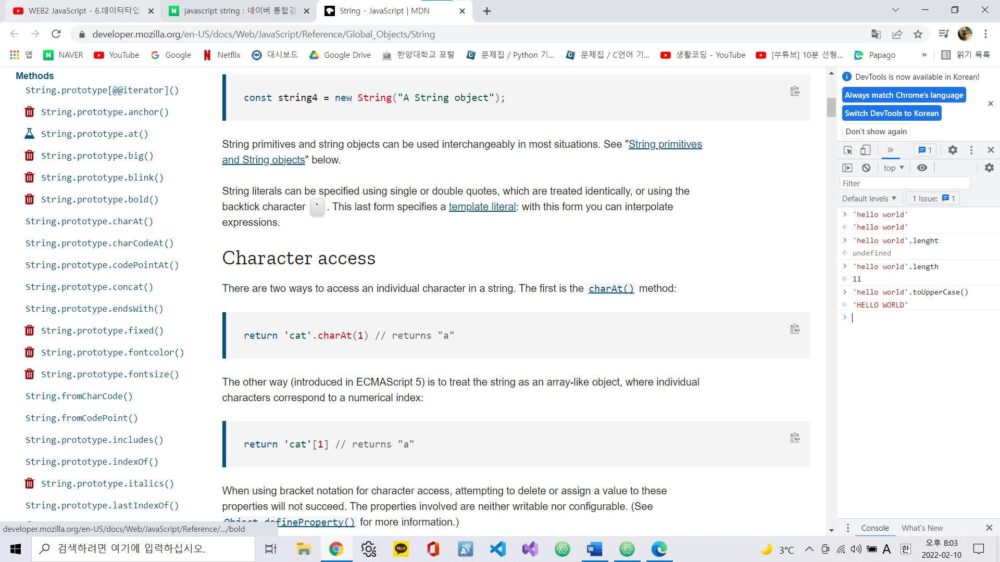 WEB2 JavaScript - 6.데이터타입
javascript string : 네이버 통합검
String - JavaScript | MDN
developer.mozilla.org/en-US/docs/Web/JavaScript/Reference/Global_Objects/String
앱
NAVER
YouTube
Google
Netflix
대시보드
Google Drive
한양대학교 포털
문제집 / Python 기...
문제집 / C언어 기...
생활코딩 - YouTube
[쑤튜브] 10분 선형...
Papago
»
읽기 목록
Methods
String.prototype[@@iterator]()
String.prototype.anchor()
String.prototype.at()
String.prototype.big()
String.prototype.blink()
String.prototype.bold()
String.prototype.charAt()
String.prototype.charCodeAt()
String.prototype.codePointAt()
String.prototype.concat()
String.prototype.endsWith()
String.prototype.fixed()
String.prototype.fontcolor()
String.prototype.fontsize()
String.fromCharCode()
String.fromCodePoint()
String.prototype.includes()
String.prototype.indexOf()
String.prototype.italics()
String.prototype.lastIndexOf()
developer.mozilla.org/en-US/docs/Web/JavaScript/Reference/.../bold
const string4 = new String("A String object");
String primitives and string objects can be used interchangeably in most situations. See "String primitives
and String objects" below.
String literals can be specified using single or double quotes, which are treated identically, or using the
backtick character ` . This last form specifies a template literal: with this form you can interpolate
expressions.
Character access
There are two ways to access an individual character in a string. The first is the charAt() method:
return 'cat'.charAt(1) // returns "a"
The other way (introduced in ECMAScript 5) is to treat the string as an array-like object, where individual
characters correspond to a numerical index:
return 'cat'[1] // returns "a"
When using bracket notation for character access, attempting to delete or assign a value to these
properties will not succeed. The properties involved are neither writable nor configurable. (See
Object.defineProperty() for more information.)
DevTools is now available in Korean!
Always match Chrome's language
Switch DevTools to Korean
Don't show again
» 1
top
Filter
Default levels
1 Issue: 1
'hello world'
'hello world'
'hello world'.lenght
undefined
'hello world'.length
11
'hello world'.toUpperCase()
'HELLO WORLD'
Console
What's New
검색하려면 여기에 입력하십시오.
TALK
3°C
A
한
오후 8:03
2022-02-10